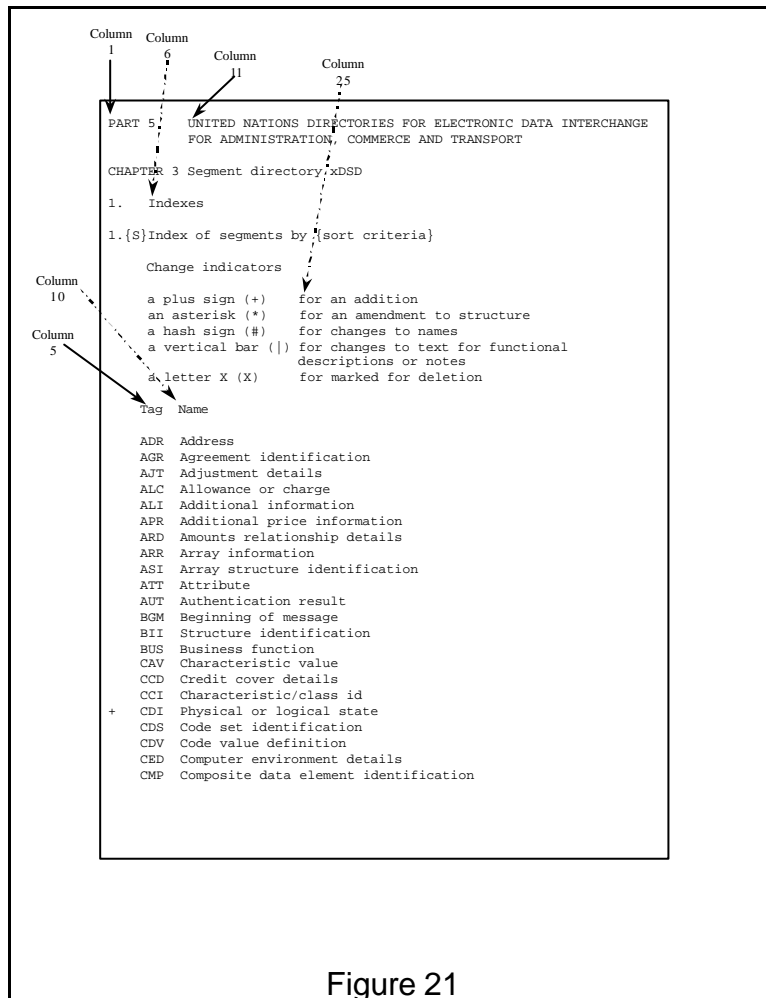 Column
1
Column
6
Column
11
Column
25
PART 5 UNITED NATIONS DIRECTORIES FOR ELECTRONIC DATA INTERCHANGE
FOR ADMINISTRATION, COMMERCE AND TRANSPORT
CHAPTER 3 Segment directory xDSD
1. Indexes
1.{S}Index of segments by {sort criteria}
Change indicators
Column
10
a plus sign (+) for an addition
an asterisk (*) for an amendment to structure
a hash sign (#) for changes to names
Column
5
a vertical bar (|) for changes to text for functional
descriptions or notes
a letter X (X) for marked for deletion
Tag Name
ADR Address
AGR Agreement identification
AJT Adjustment details
ALC Allowance or charge
ALI Additional information
APR Additional price information
ARD Amounts relationship details
ARR Array information
ASI Array structure identification
ATT Attribute
AUT Authentication result
BGM Beginning of message
BII Structure identification
BUS Business function
CAV Characteristic value
CCD Credit cover details
CCI Characteristic/class id
+ CDI Physical or logical state
CDS Code set identification
CDV Code value definition
CED Computer environment details
CMP Composite data element identification
Figure 21